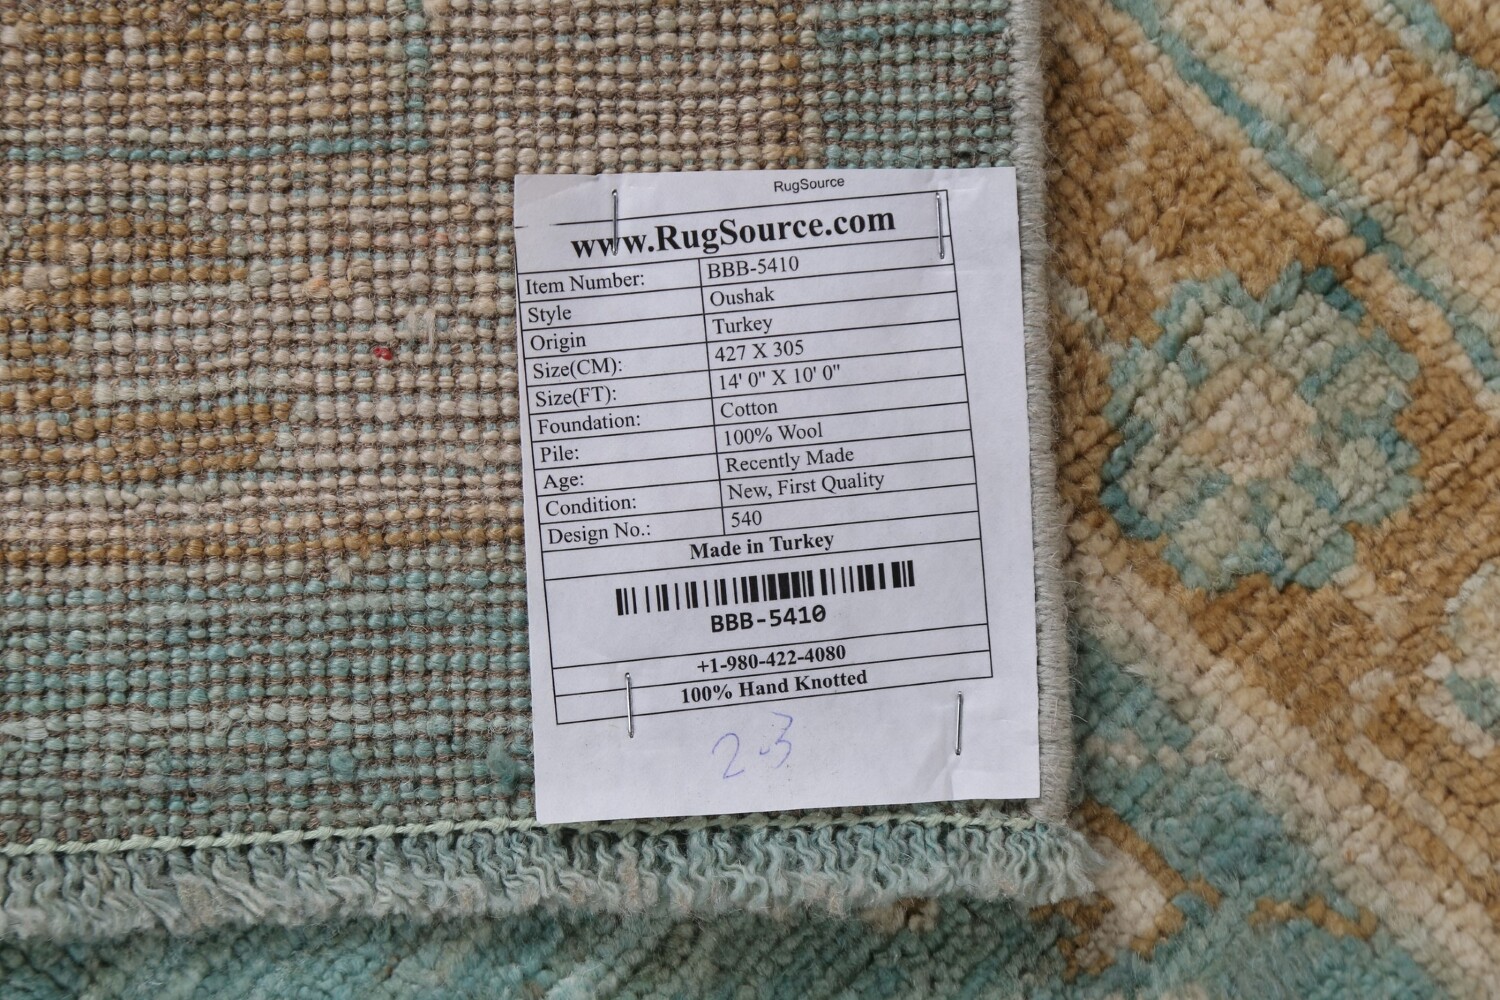 RugSource
www.RugSource.com
Item Number: BBB-5410
Style Oushak
Origin Turkey
Size(CM): 427 X 305
Size(FT): 14' 0" X 10' 0"
Foundation: Cotton
Pile: 100% Wool
Age: Recently Made
Condition: New, First Quality
Design No.: 540
Made in Turkey
BBB-5410
+1-980-422-4080
100% Hand Knotted
2-3